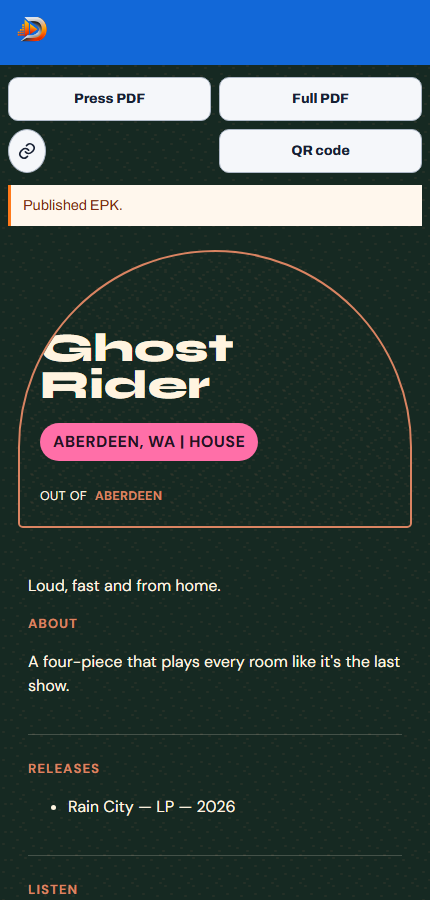 Press PDF
Full PDF
QR code
Published EPK.
Ghost
Rider
ABERDEEN, WA | HOUSE
OUT OF ABERDEEN
Loud, fast and from home.
ABOUT
A four-piece that plays every room like it's the last
show.
RELEASES
• Rain City — LP — 2026
LISTEN